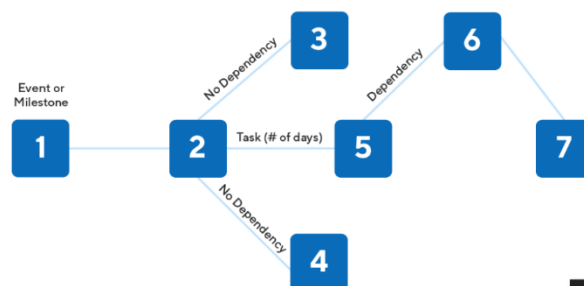 3
6
No Dependency
Dependency
Event or
Milestone
1
2
Task (# of days)
5
7
No Dependency
4